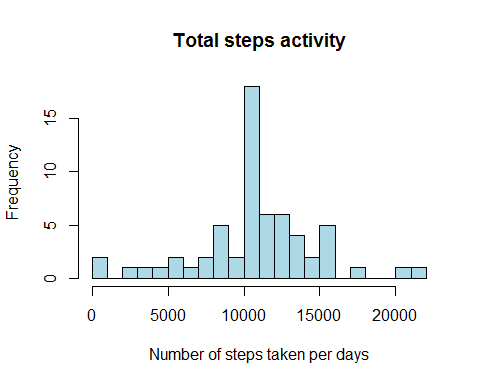 Total steps activity
Frequency
15
10
5
0
0 5000 10000 15000 20000
Number of steps taken per days